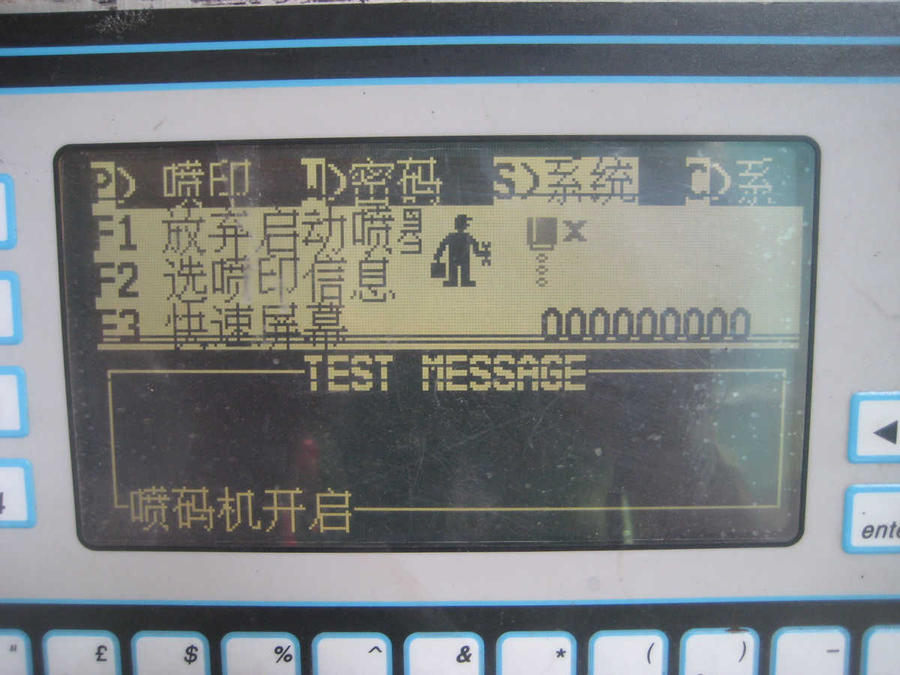 喷印 密码 S) 系统 系
F1 放弃启动喷
F2 选喷印信息
F3 快速屏幕 0000000000
TEST MESSAGE
喷码机开启
ente
" £ $ % ^ & * ( ) –